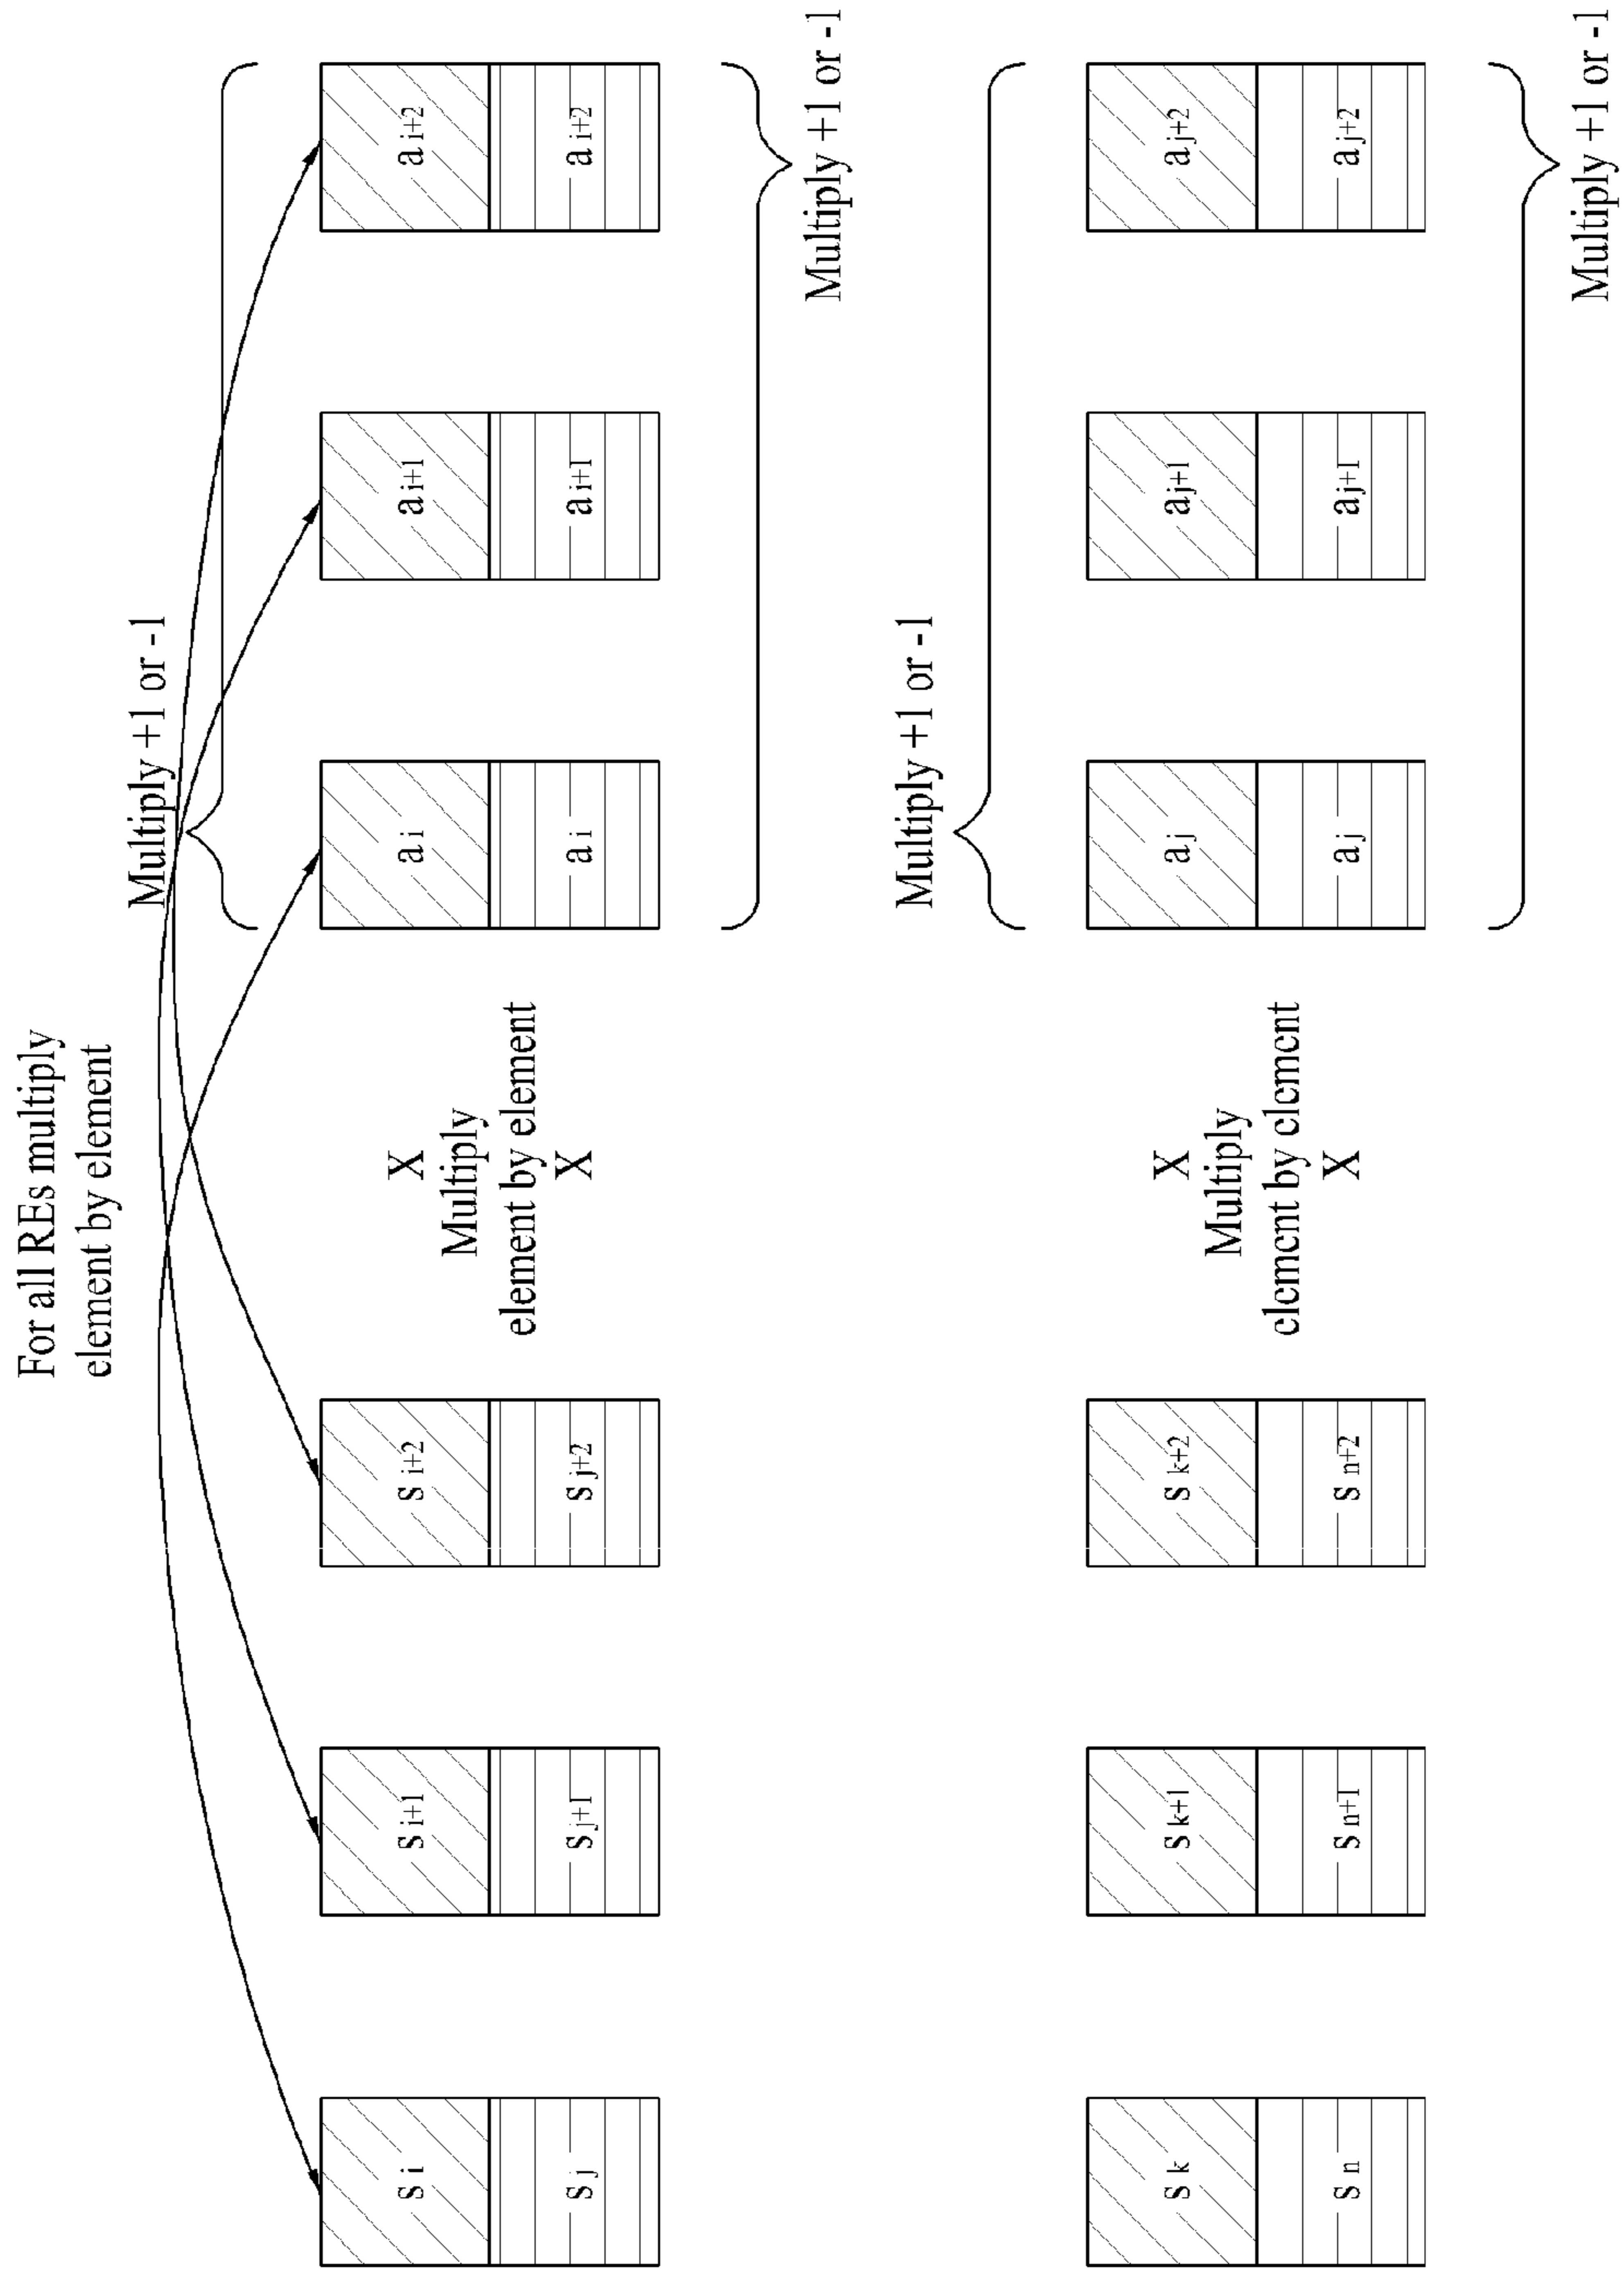 For all REs multiply
element by element
Multiply +1 or -1
s i s i+1 s i+2 X a i a i+1 a i+2
Multiply
element by element
s j s j+1 s j+2 X a i a i+1 a i+2
Multiply +1 or -1
Multiply +1 or -1
s k s k+1 s k+2 X a j a j+1 a j+2
Multiply
element by element
s n s n+1 s n+2 X a j a j+1 a j+2
Multiply +1 or -1